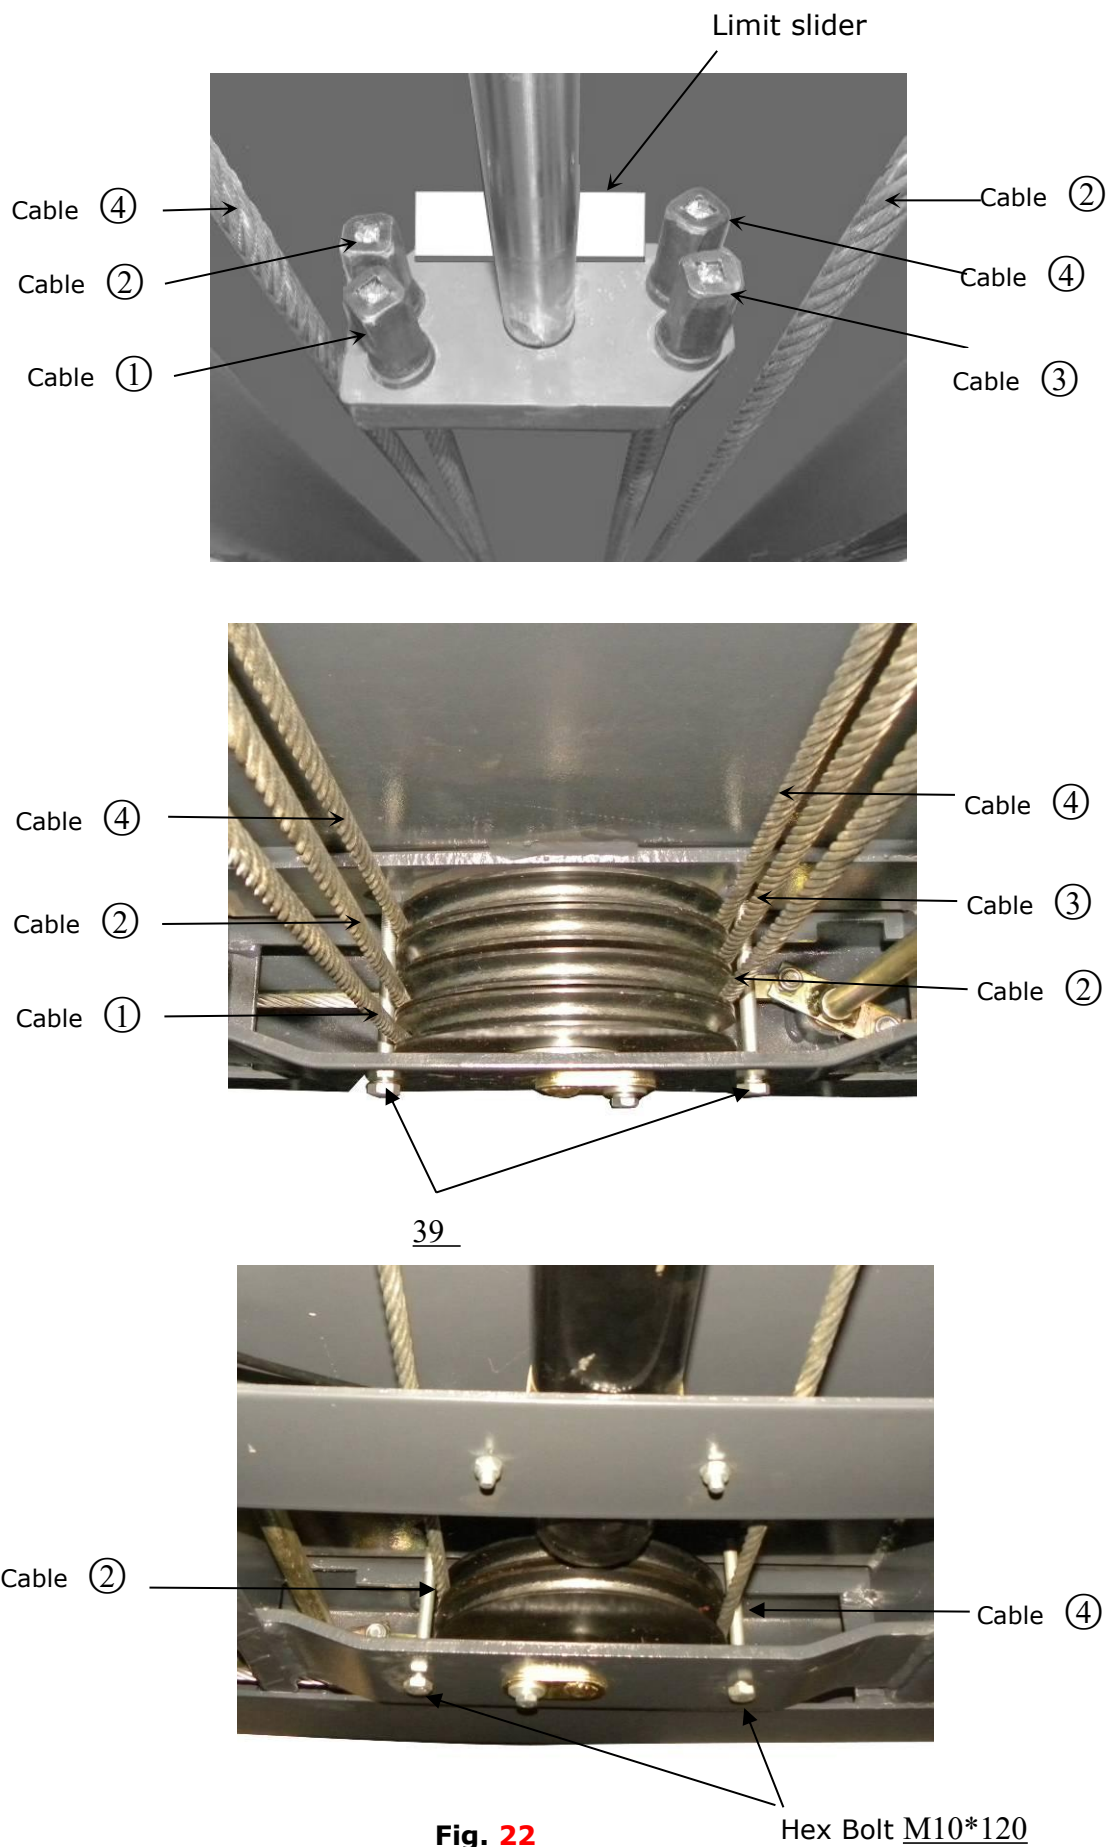 Limit slider
Cable ④
Cable ②
Cable ②
Cable ④
Cable ①
Cable ③
Cable ④
Cable ④
Cable ②
Cable ③
Cable ②
Cable ①
39
Cable ②
Cable ④
Hex Bolt M10*120
Fig. 22